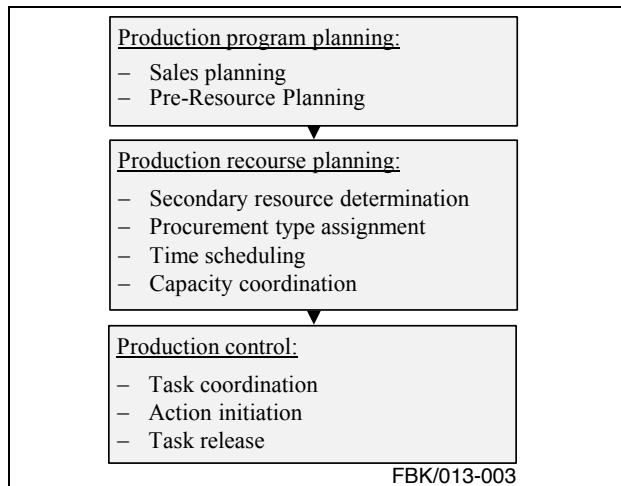 Production program planning:
– Sales planning
– Pre-Resource Planning
Production recourse planning:
– Secondary resource determination
– Procurement type assignment
– Time scheduling
– Capacity coordination
Production control:
– Task coordination
– Action initiation
– Task release
FBK/013-003